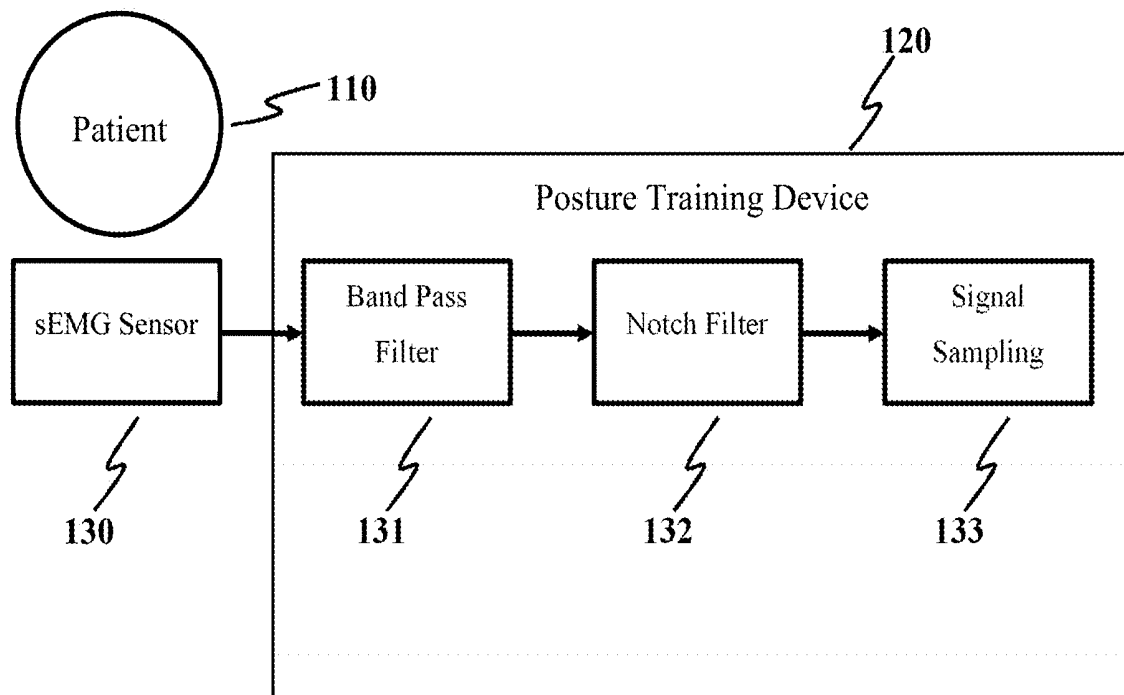 120
110
Patient
Posture Training Device
sEMG Sensor
Band Pass
Filter
Notch Filter
Signal
Sampling
130
131
132
133